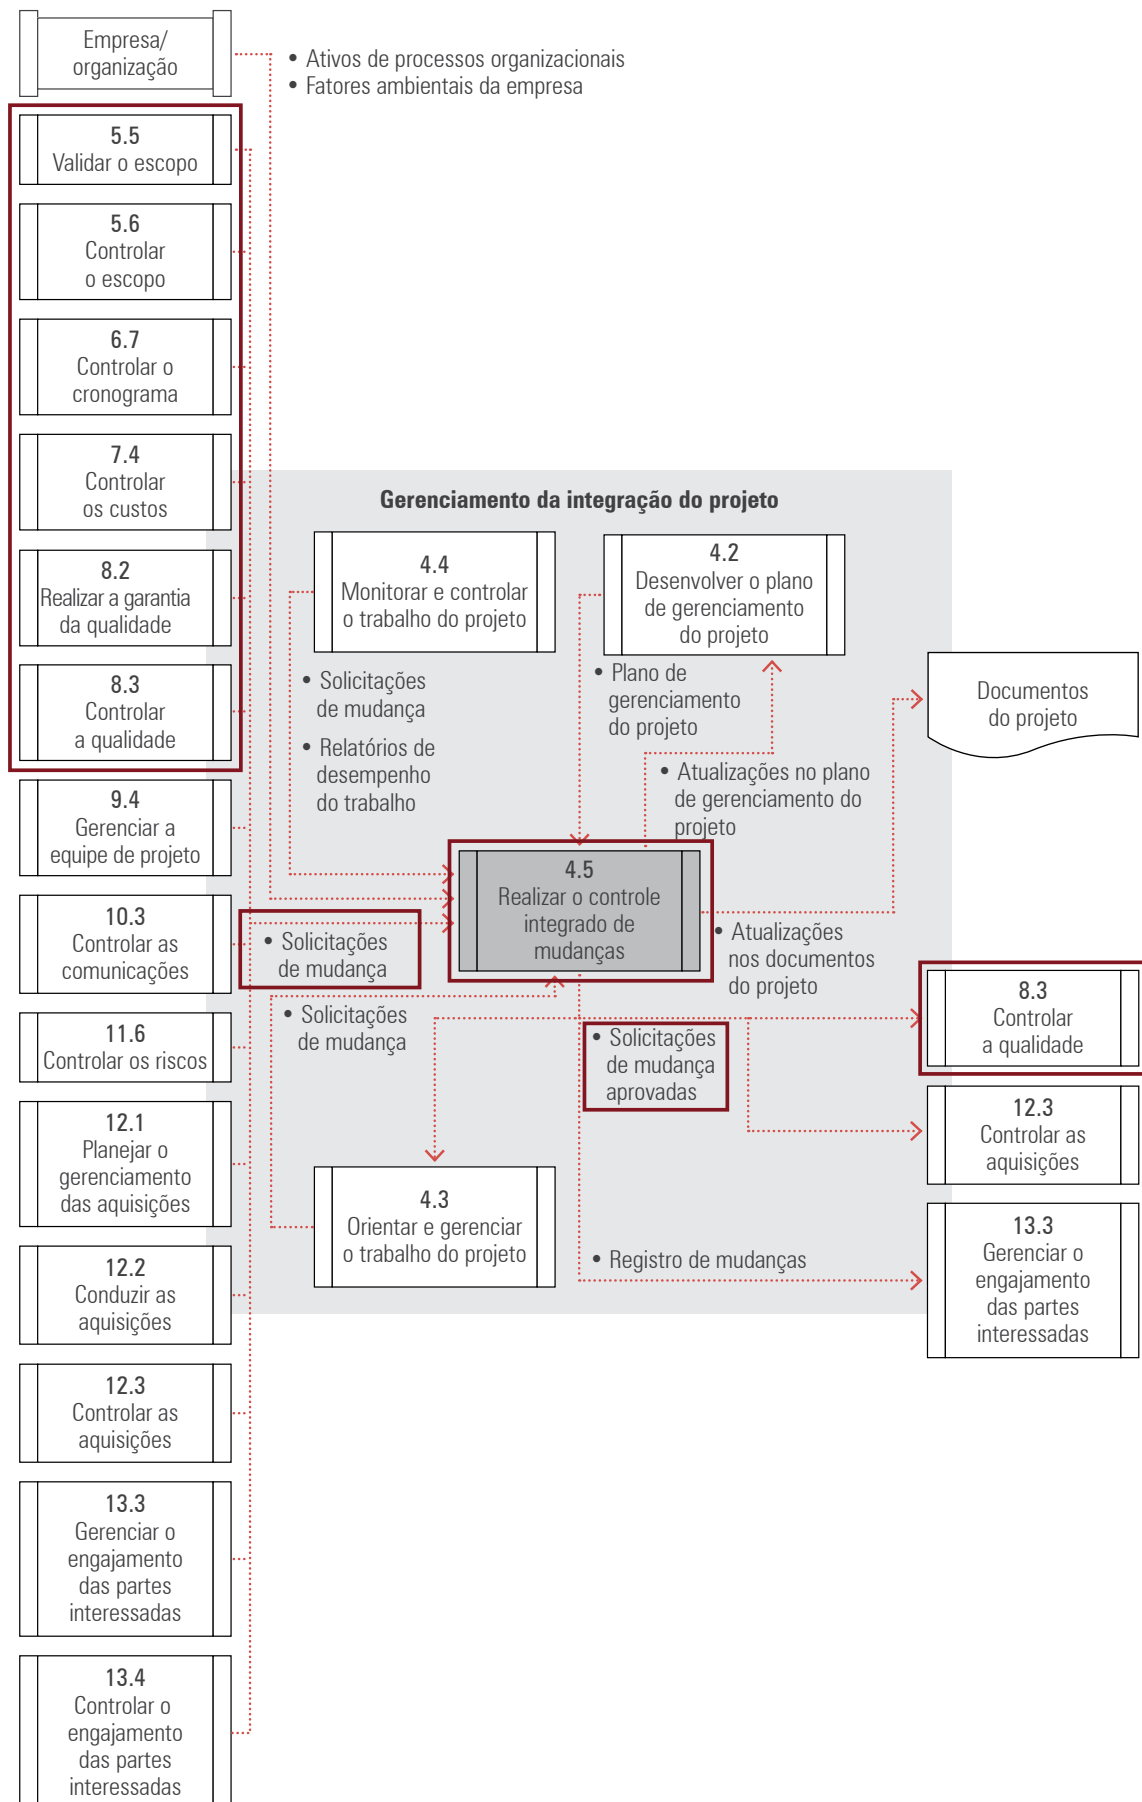 Empresa/
organização
• Ativos de processos organizacionais
• Fatores ambientais da empresa
5.5
Validar o escopo
5.6
Controlar
o escopo
6.7
Controlar o
cronograma
7.4
Controlar
os custos
8.2
Realizar a garantia
da qualidade
8.3
Controlar
a qualidade
9.4
Gerenciar a
equipe de projeto
10.3
Controlar as
comunicações
11.6
Controlar os riscos
12.1
Planejar o
gerenciamento
das aquisições
12.2
Conduzir as
aquisições
12.3
Controlar as
aquisições
13.3
Gerenciar o
engajamento
das partes
interessadas
13.4
Controlar o
engajamento
das partes
interessadas
Gerenciamento da integração do projeto
4.4
Monitorar e controlar
o trabalho do projeto
• Solicitações
de mudança
• Relatórios de
desempenho
do trabalho
4.2
Desenvolver o plano
de gerenciamento
do projeto
• Plano de
gerenciamento
do projeto
• Atualizações no plano
de gerenciamento do
projeto
4.5
Realizar o controle
integrado de
mudanças
• Solicitações
de mudança
• Solicitações
de mudança
• Atualizações
nos documentos
do projeto
• Solicitações
de mudança
aprovadas
4.3
Orientar e gerenciar
o trabalho do projeto
• Registro de mudanças
Documentos
do projeto
8.3
Controlar
a qualidade
12.3
Controlar as
aquisições
13.3
Gerenciar o
engajamento
das partes
interessadas